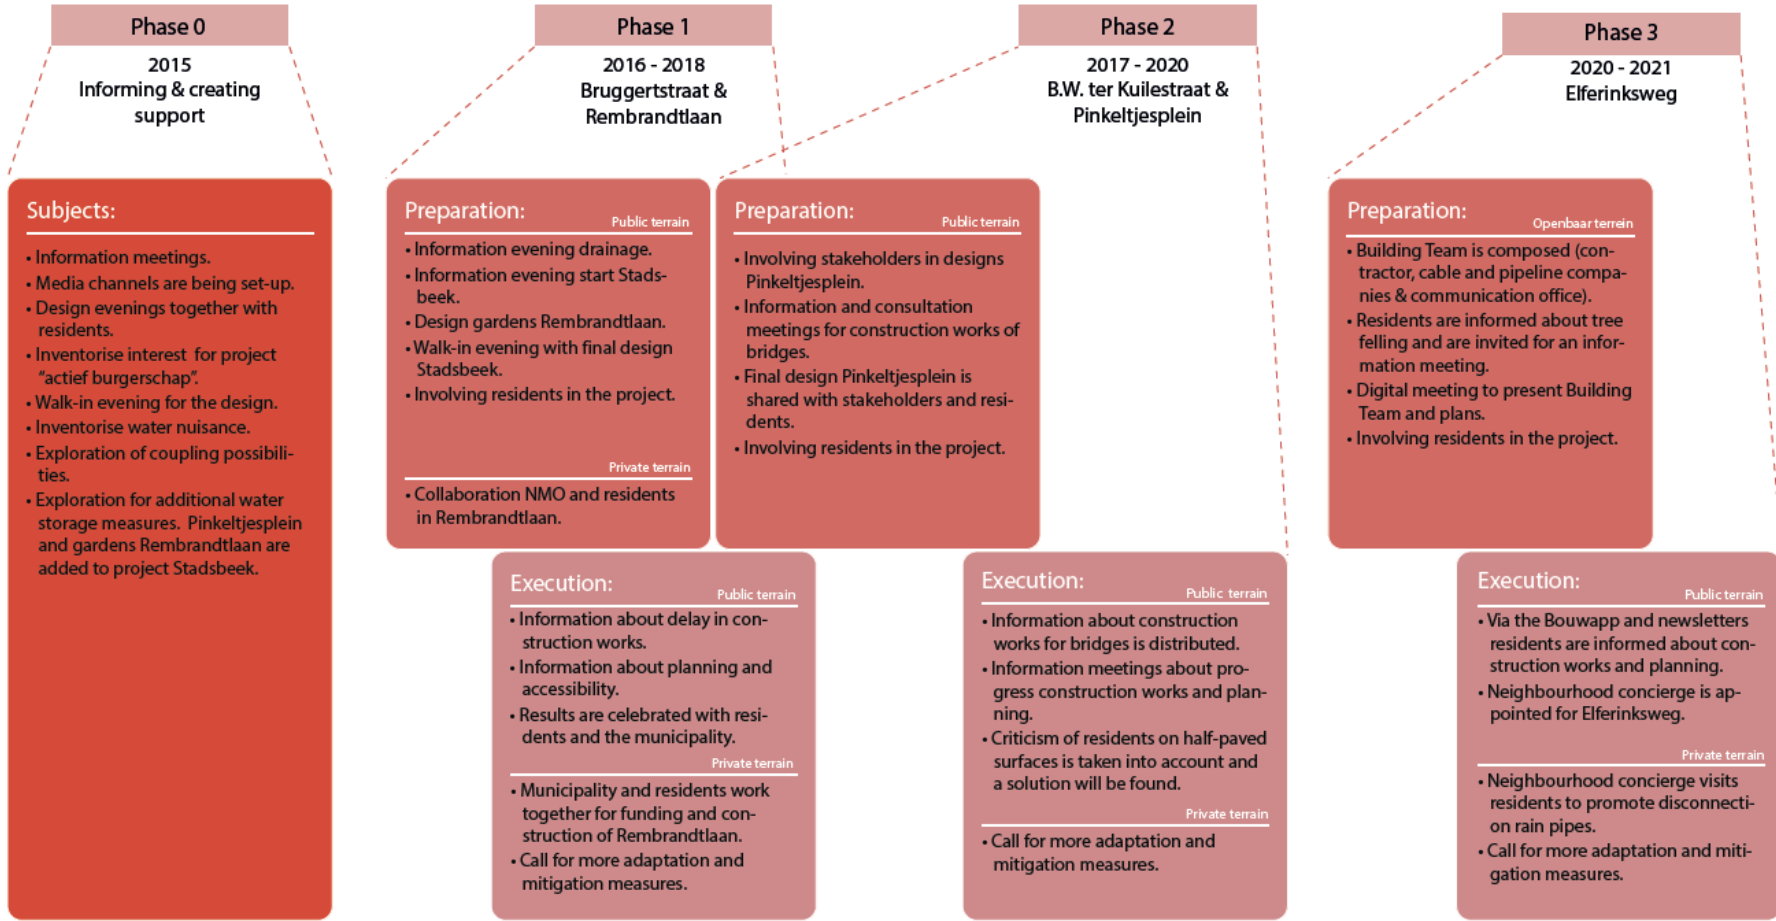 Phase 0
2015
Informing & creating
support
Subjects:
• Information meetings.
• Media channels are being set-up.
• Design evenings together with
residents.
• Inventorise interest for project
“actief burgerschap”.
• Walk-in evening for the design.
• Inventorise water nuisance.
• Exploration of coupling possibili-
ties.
• Exploration for additional water
storage measures. Pinkeltjesplein
and gardens Rembrandtlaan are
added to project Stadsbeek.
Phase 1
2016 - 2018
Bruggertstraat &
Rembrandtlaan
Preparation:
Public terrain
• Information evening drainage.
• Information evening start Stads-
beek.
• Design gardens Rembrandtlaan.
• Walk-in evening with final design
Stadsbeek.
• Involving residents in the project.
Private terrain
• Collaboration NMO and residents
in Rembrandtlaan.
Execution:
Public terrain
• Information about delay in con-
struction works.
• Information about planning and
accessibility.
• Results are celebrated with resi-
dents and the municipality.
Private terrain
• Municipality and residents work
together for funding and con-
struction of Rembrandtlaan.
• Call for more adaptation and
mitigation measures.
Phase 2
2017 - 2020
B.W. ter Kuilestraat &
Pinkeltjesplein
Preparation:
Public terrain
• Involving stakeholders in designs
Pinkeltjesplein.
• Information and consultation
meetings for construction works of
bridges.
• Final design Pinkeltjesplein is
shared with stakeholders and resi-
dents.
• Involving residents in the project.
Execution:
Public terrain
• Information about construction
works for bridges is distributed.
• Information meetings about pro-
gress construction works and plan-
ning.
• Criticism of residents on half-paved
surfaces is taken into account and
a solution will be found.
Private terrain
• Call for more adaptation and
mitigation measures.
Phase 3
2020 - 2021
Elferinksweg
Preparation:
Openbaar terrein
• Building Team is composed (con-
tractor, cable and pipeline compa-
nies & communication office).
• Residents are informed about tree
felling and are invited for an infor-
mation meeting.
• Digital meeting to present Building
Team and plans.
• Involving residents in the project.
Execution:
Public terrain
• Via the Bouwapp and newsletters
residents are informed about con-
struction works and planning.
• Neighbourhood concierge is ap-
pointed for Elferinksweg.
Private terrain
• Neighbourhood concierge visits
residents to promote disconnecti-
on rain pipes.
• Call for more adaptation and miti-
gation measures.